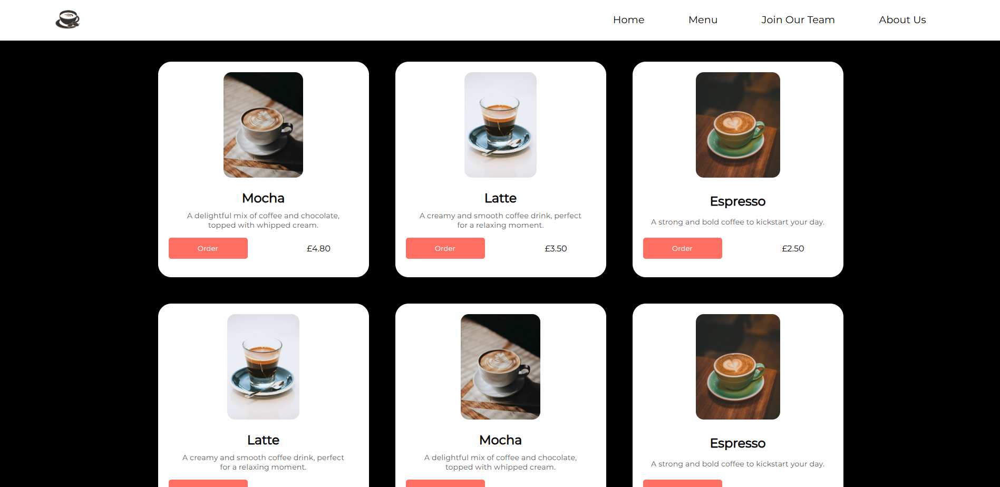 Home Menu Join Our Team About Us
Mocha
A delightful mix of coffee and chocolate,
topped with whipped cream.
Order £4.80
Latte
A creamy and smooth coffee drink, perfect
for a relaxing moment.
Order £3.50
Espresso
A strong and bold coffee to kickstart your day.
Order £2.50
Latte
A creamy and smooth coffee drink, perfect
for a relaxing moment.
Mocha
A delightful mix of coffee and chocolate,
topped with whipped cream.
Espresso
A strong and bold coffee to kickstart your day.